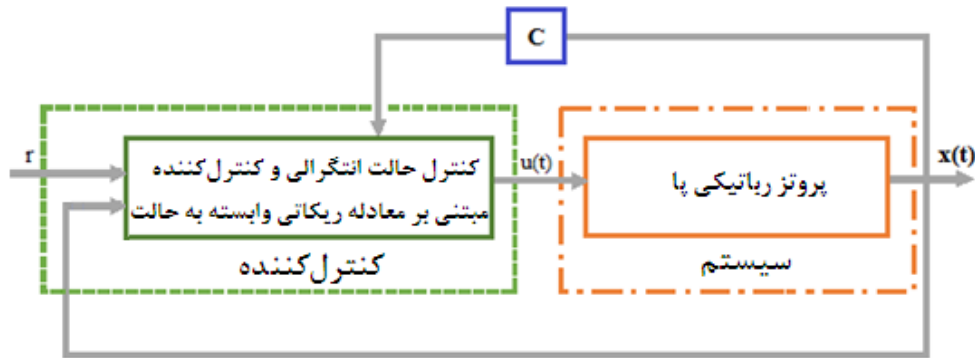 C
r
کنترل حالت انتگرالی و کنترل‌کننده
مبتنی بر معادله ریکاتی وابسته به حالت
کنترل‌کننده
u(t)
پروتز رباتیکی پا
سیستم
x(t)